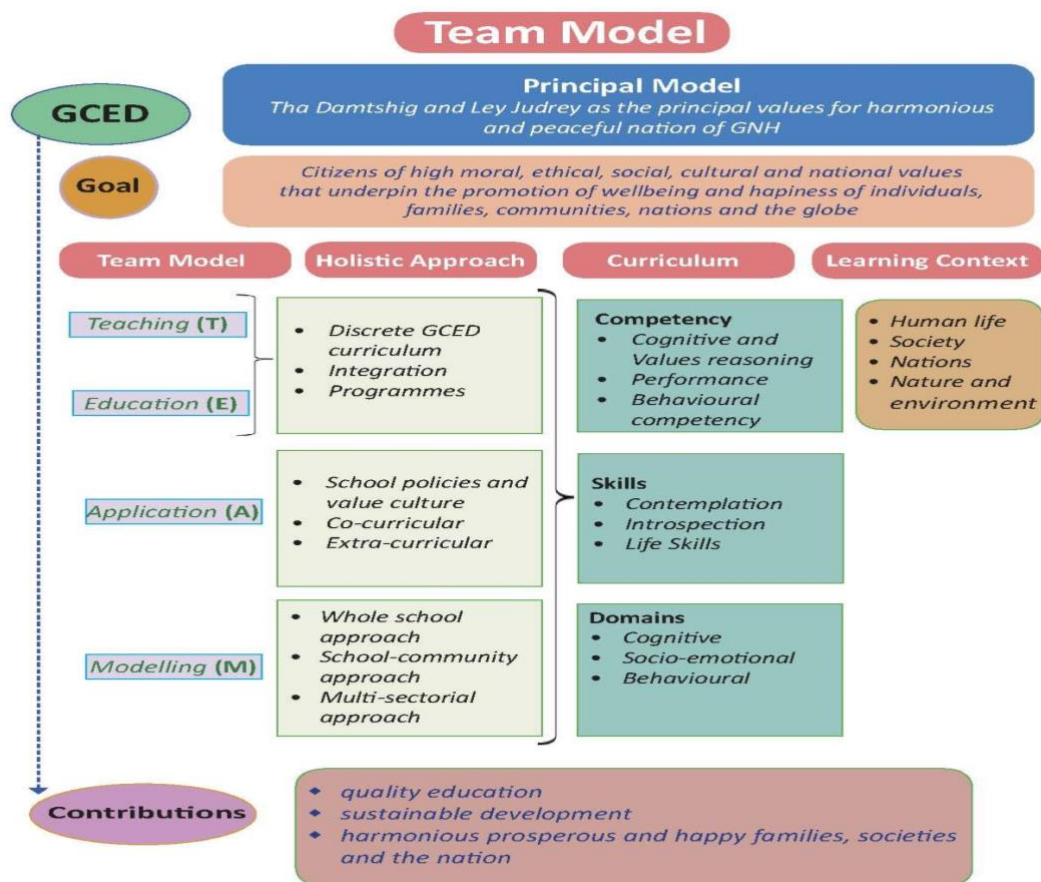 Team Model
GCED
Principal Model
Tha Damtshig and Ley Judrey as the principal values for harmonious
and peaceful nation of GNH
Goal
Citizens of high moral, ethical, social, cultural and national values
that underpin the promotion of wellbeing and hapiness of individuals,
families, communities, nations and the globe
Team Model
Holistic Approach
Curriculum
Learning Context
Teaching (T)
Education (E)
• Discrete GCED
curriculum
• Integration
• Programmes
Competency
• Cognitive and
Values reasoning
• Performance
• Behavioural
competency
• Human life
• Society
• Nations
• Nature and
environment
Application (A)
• School policies and
value culture
• Co-curricular
• Extra-curricular
Skills
• Contemplation
• Introspection
• Life Skills
Modelling (M)
• Whole school
approach
• School-community
approach
• Multi-sectorial
approach
Domains
• Cognitive
• Socio-emotional
• Behavioural
Contributions
◆ quality education
◆ sustainable development
◆ harmonious prosperous and happy families, societies
and the nation